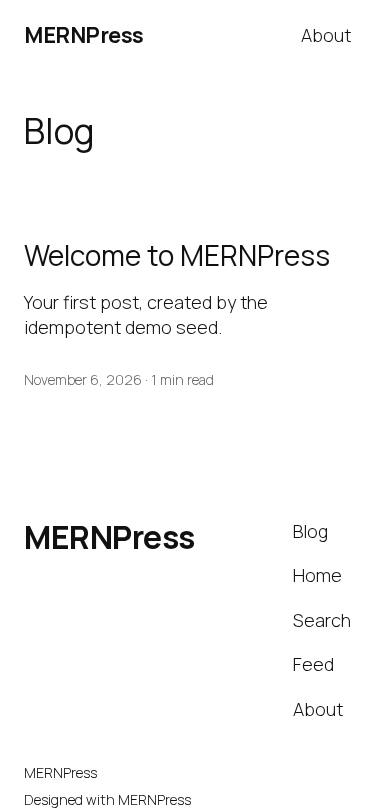 MERNPress
About
Blog
Welcome to MERNPress
Your first post, created by the
idempotent demo seed.
November 6, 2026 · 1 min read
MERNPress
Blog
Home
Search
Feed
About
MERNPress
Designed with MERNPress